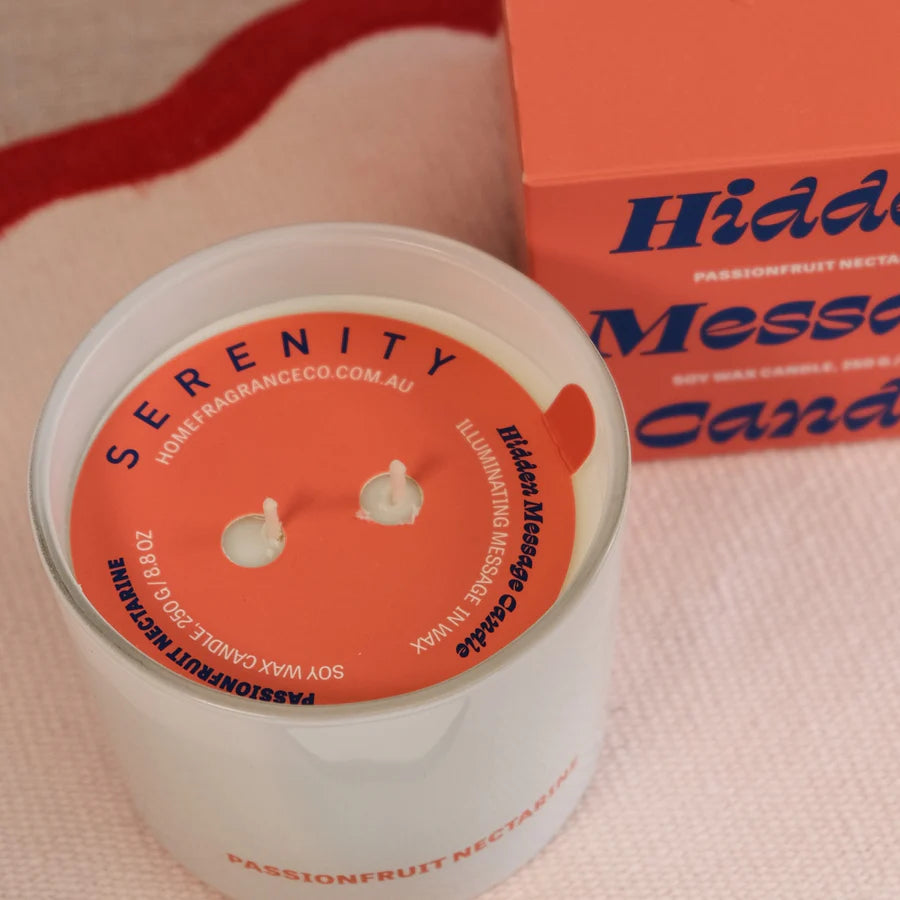 SERENITY
HOMEFRAGRANCECO.COM.AU
Hidden Message Candle
ILLUMINATING MESSAGE IN WAX
SOY WAX CANDLE, 250 G / 8.8 OZ
PASSIONFRUIT NECTARINE
PASSIONFRUIT NECTARINE
Hidde
PASSIONFRUIT NECTA
Messa
SOY WAX CANDLE, 250 G /
Cand